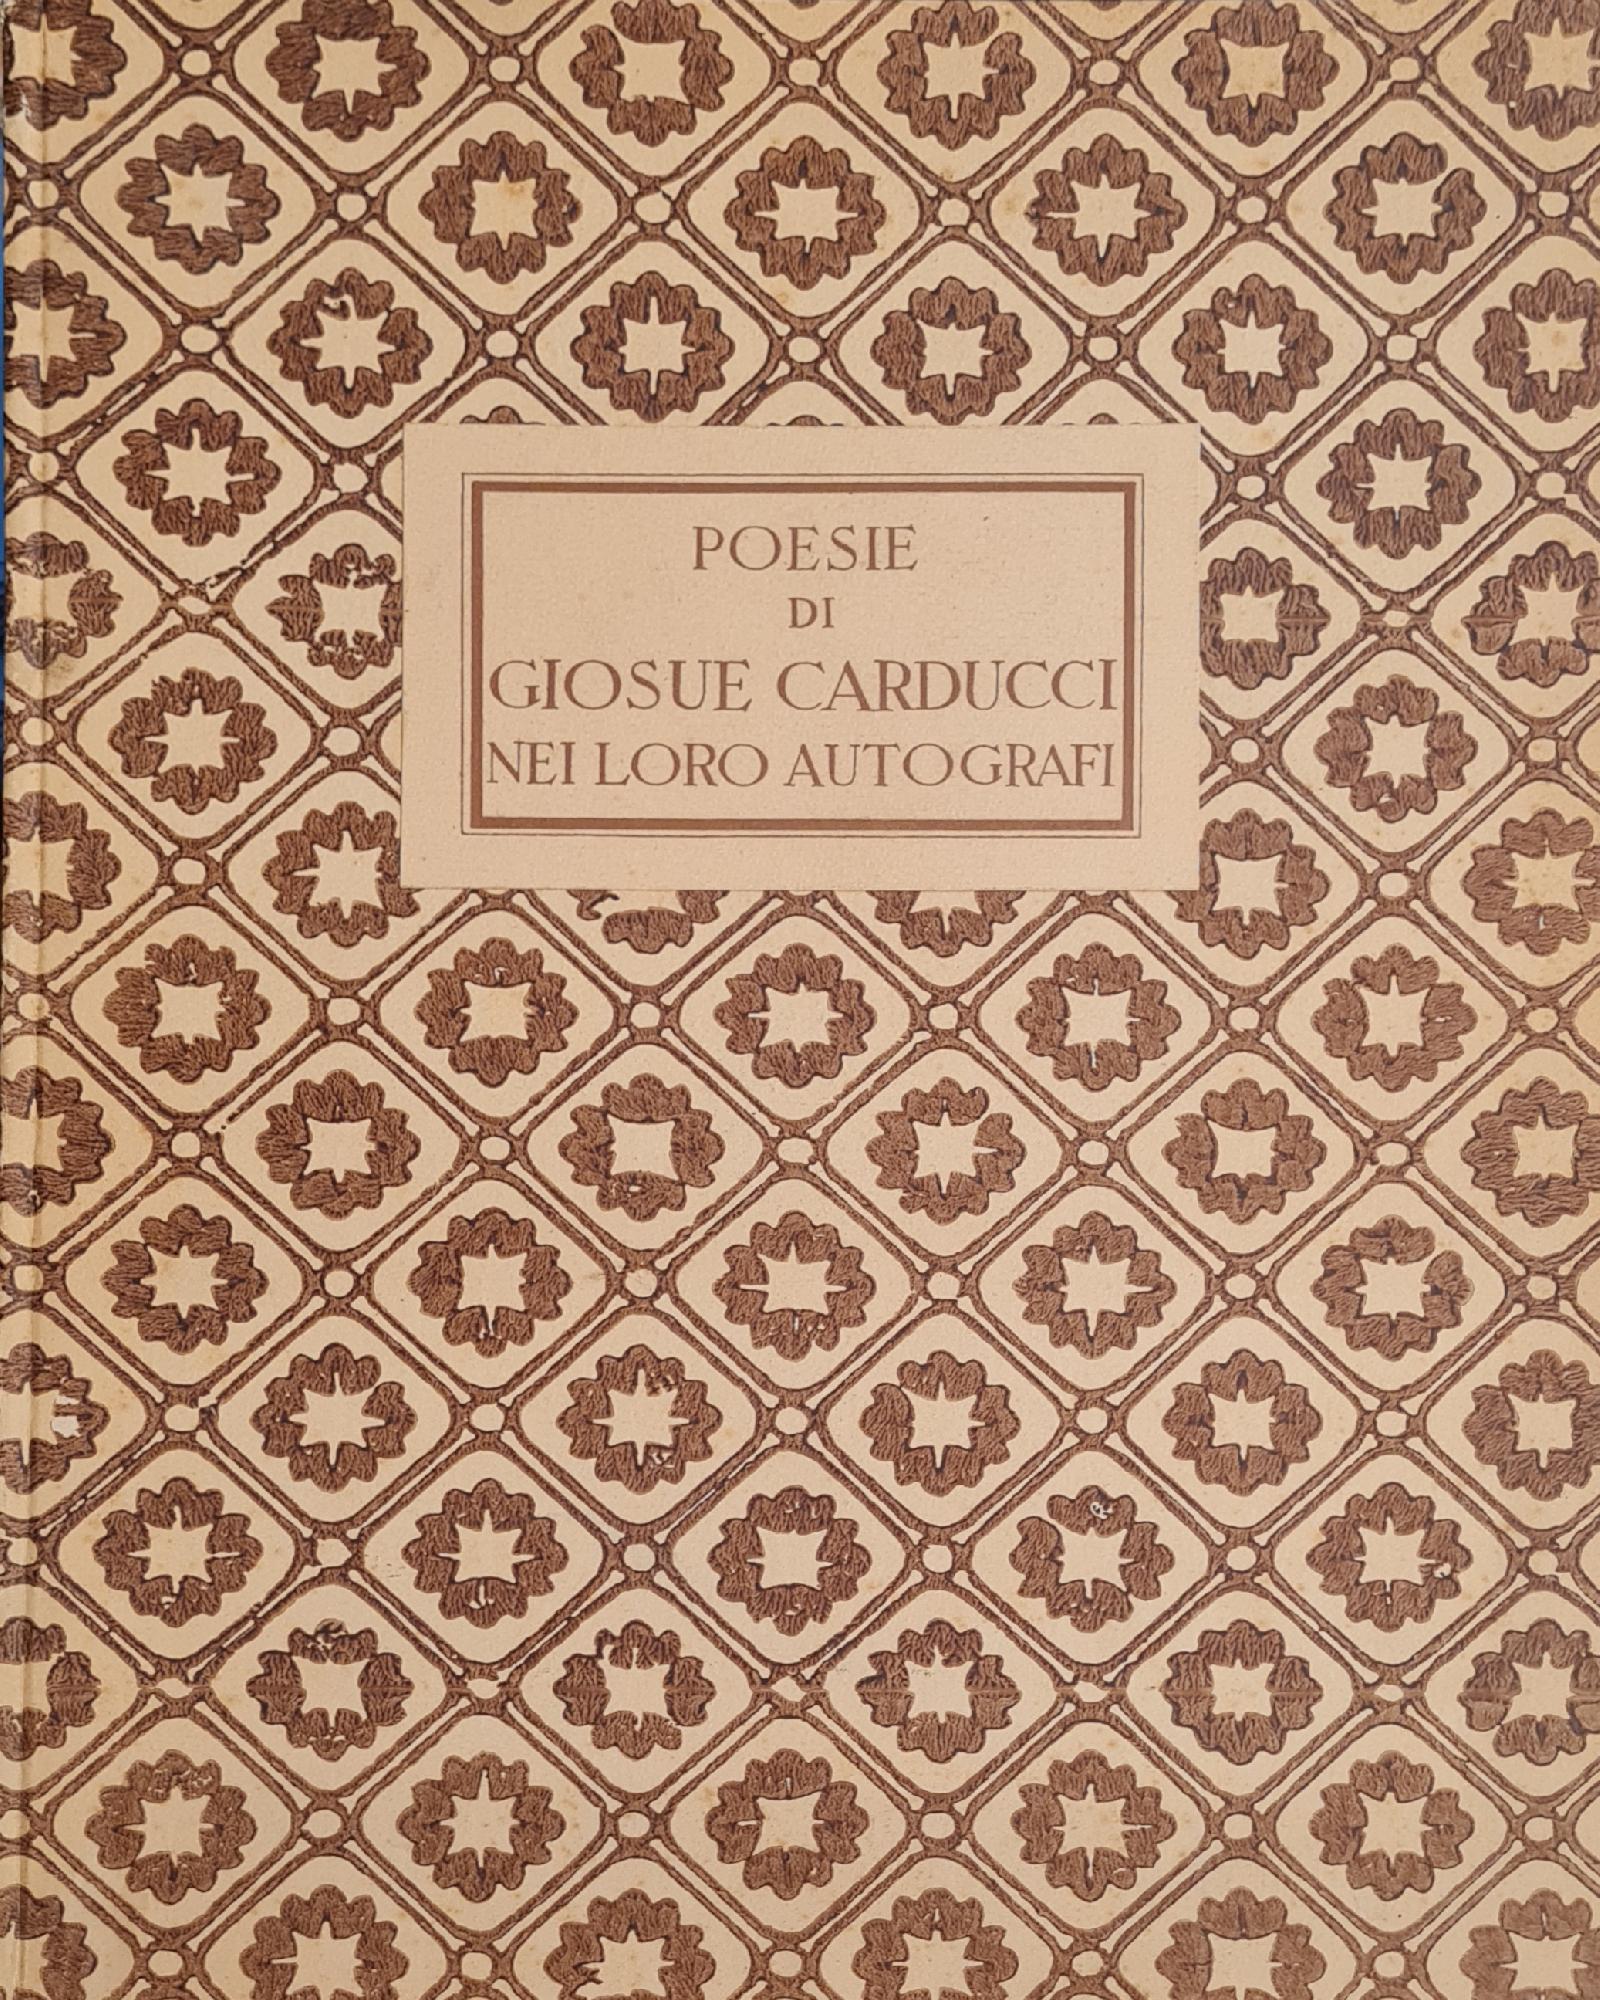 POESIE
DI
GIOSUE CARDUCCI
NEI LORO AUTOGRAFI